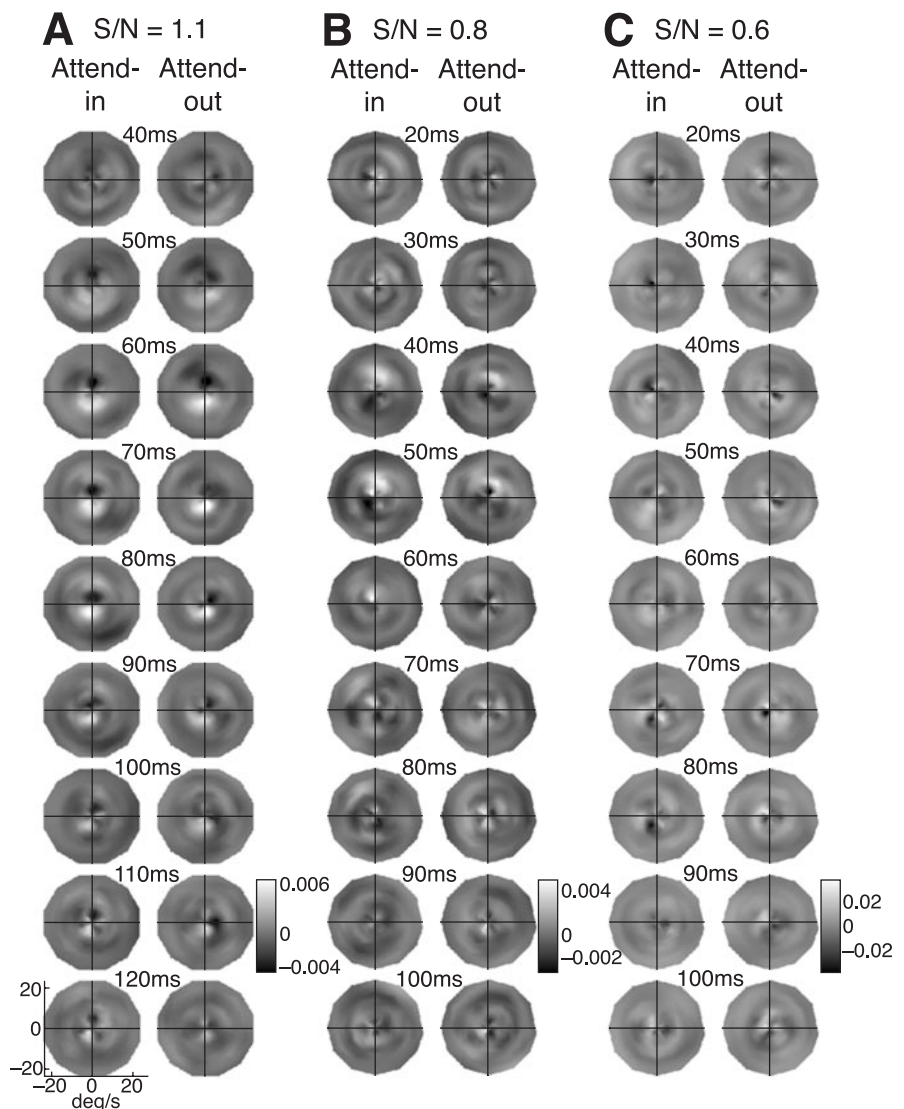 A S/N = 1.1
B S/N = 0.8
C S/N = 0.6
Attend-in Attend-out
Attend-in Attend-out
Attend-in Attend-out
40ms 20ms 20ms
50ms 30ms 30ms
60ms 40ms 40ms
70ms 50ms 50ms
80ms 60ms 60ms
90ms 70ms 70ms
100ms 80ms 80ms
110ms 90ms 90ms
0.006 0.004 0.02
0 0 0
−0.004 −0.002 −0.02
120ms 100ms 100ms
20
0
−20
−20 0 20
deg/s